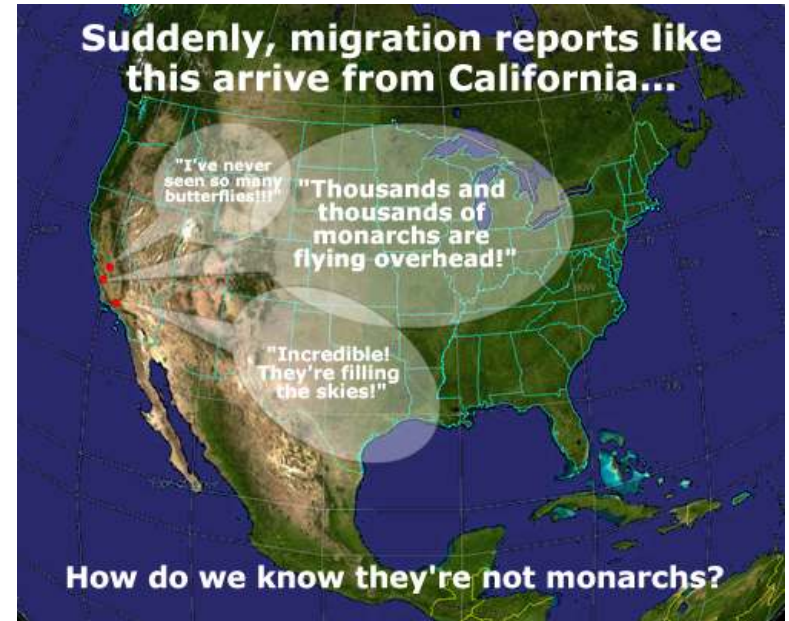 Suddenly, migration reports like
this arrive from California...
"I've never
seen so many
butterflies!!!"
"Thousands and
thousands of
monarchs are
flying overhead!"
"Incredible!
They're filling
the skies!"
How do we know they're not monarchs?